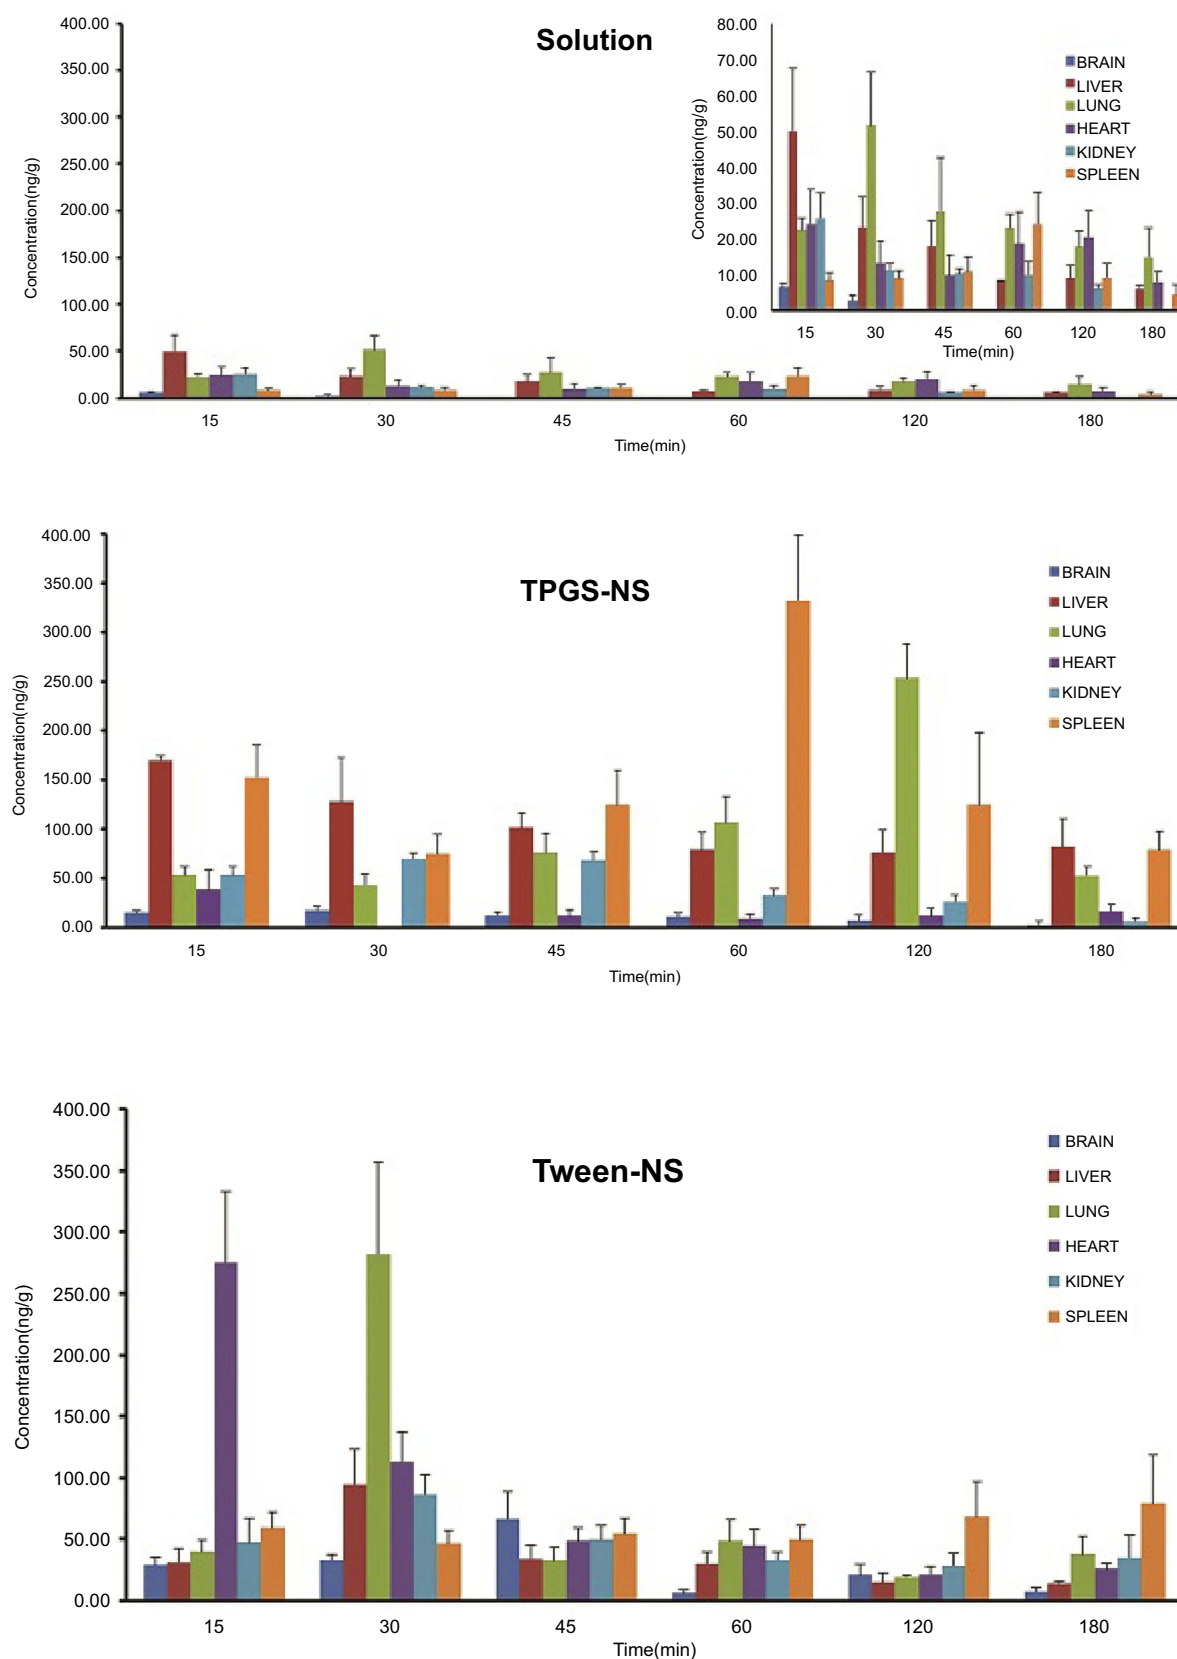 Solution
400.00
350.00
300.00
250.00
200.00
150.00
100.00
50.00
0.00
Concentration(ng/g)
15 30 45 60 120 180
Time(min)
80.00
70.00
60.00
50.00
40.00
30.00
20.00
10.00
0.00
Concentration(ng/g)
15 30 45 60 120 180
Time(min)
BRAIN
LIVER
LUNG
HEART
KIDNEY
SPLEEN
TPGS-NS
400.00
350.00
300.00
250.00
200.00
150.00
100.00
50.00
0.00
Concentration(ng/g)
15 30 45 60 120 180
Time(min)
BRAIN
LIVER
LUNG
HEART
KIDNEY
SPLEEN
Tween-NS
400.00
350.00
300.00
250.00
200.00
150.00
100.00
50.00
0.00
Concentration(ng/g)
15 30 45 60 120 180
Time(min)
BRAIN
LIVER
LUNG
HEART
KIDNEY
SPLEEN